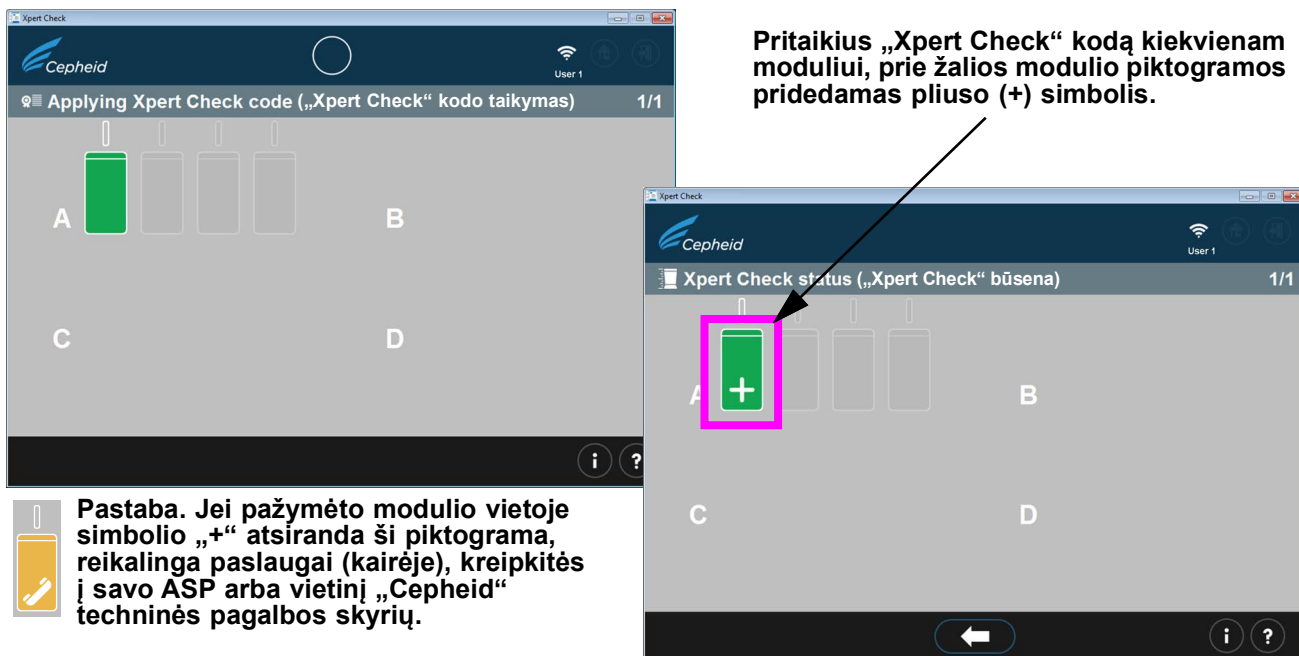 Xpert Check
Cepheid
User 1
Applying Xpert Check code („Xpert Check“ kodo taikymas) 1/1
A
B
C
D
i ?
Pritaikius „Xpert Check“ kodą kiekvienam
moduliui, prie žalios modulio piktogramos
pridedamas pliuso (+) simbolis.
Xpert Check
Cepheid
User 1
Xpert Check status („Xpert Check“ būsena) 1/1
A
+
B
C
D
i ?
Pastaba. Jei pažymėto modulio vietoje
simbolio „+“ atsiranda ši piktograma,
reikalinga paslaugai (kairėje), kreipkitės
į savo ASP arba vietinį „Cepheid“
techninės pagalbos skyrių.